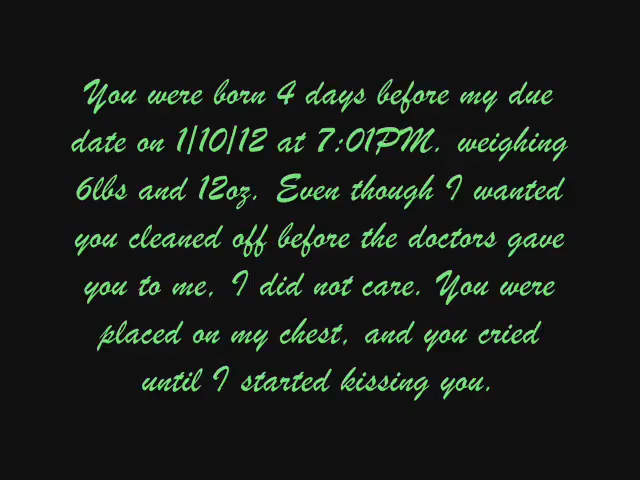 You were born 4 days before my due
date on 1/10/12 at 7:01PM, weighing
6lbs and 12oz. Even though I wanted
you cleaned off before the doctors gave
you to me, I did not care. You were
placed on my chest, and you cried
until I started kissing you.